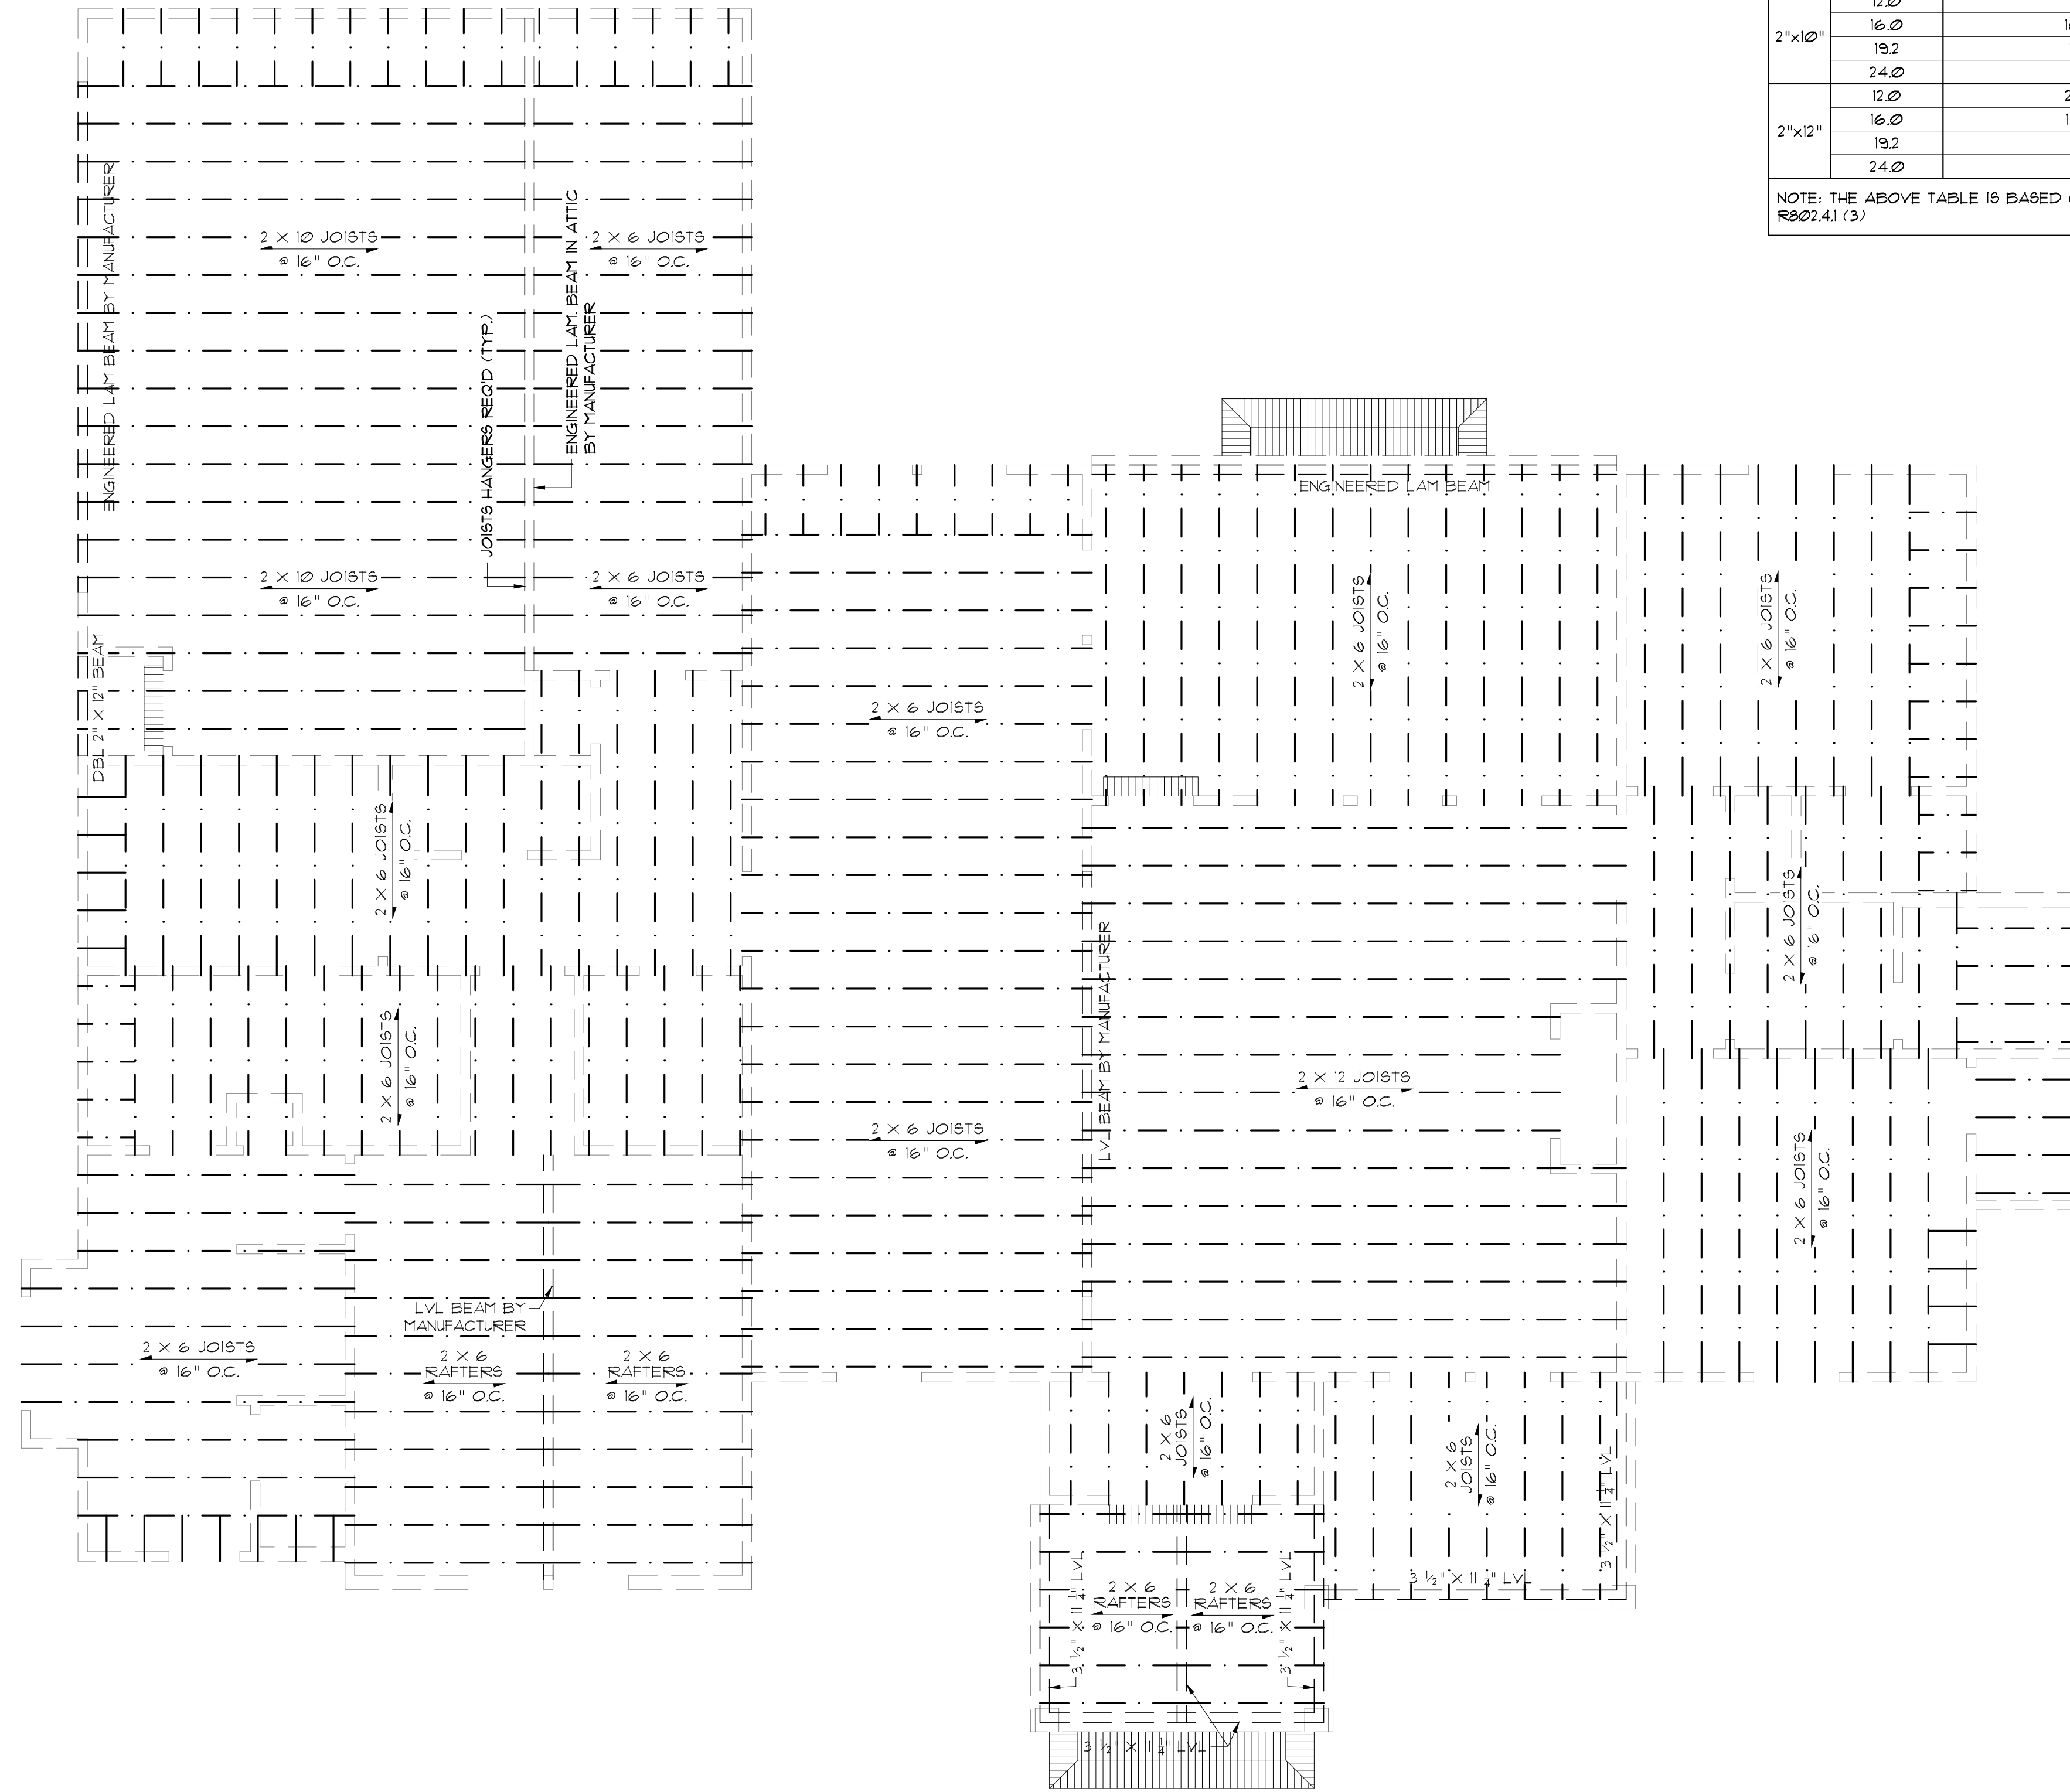 12.0
16.0
2"x10"
19.2
24.0
12.0
16.0
2"x12"
19.2
24.0
NOTE: THE ABOVE TABLE IS BASED
R802.4.1 (3)
ENGINEERED LAM BEAM BY MANUFACTURER
2 X 10 JOISTS
@ 16" O.C.
2 X 6 JOISTS
@ 16" O.C.
JOISTS HANGERS REQ'D (TYP.)
ENGINEERED LAM. BEAM IN ATTIC
BY MANUFACTURER
2 X 10 JOISTS
@ 16" O.C.
2 X 6 JOISTS
@ 16" O.C.
DBL 2" X 12" BEAM
ENGINEERED LAM BEAM
2 X 6 JOISTS
@ 16" O.C.
2 X 6 JOISTS
@ 16" O.C.
2 X 6 JOISTS
@ 16" O.C.
2 X 6 JOISTS
@ 16" O.C.
2 X 6 JOISTS
@ 16" O.C.
2 X 6 JOISTS
@ 16" O.C.
LVL BEAM BY MANUFACTURER
2 X 12 JOISTS
@ 16" O.C.
2 X 6 JOISTS
@ 16" O.C.
2 X 6 JOISTS
@ 16" O.C.
LVL BEAM BY
MANUFACTURER
2 X 6 JOISTS
@ 16" O.C.
2 X 6
RAFTERS
@ 16" O.C.
2 X 6
RAFTERS
@ 16" O.C.
2 X 6
JOISTS
@ 16" O.C.
2 X 6
JOISTS
@ 16" O.C.
3 ½" X 11 ¼" LVL
3 ½" X 11 ¼" LVL
3 ½" X 11 ¼" LVL
2 X 6
RAFTERS
@ 16" O.C.
2 X 6
RAFTERS
@ 16" O.C.
3 ½" X 11 ¼" LVL
3 ½" X 11 ¼" LVL